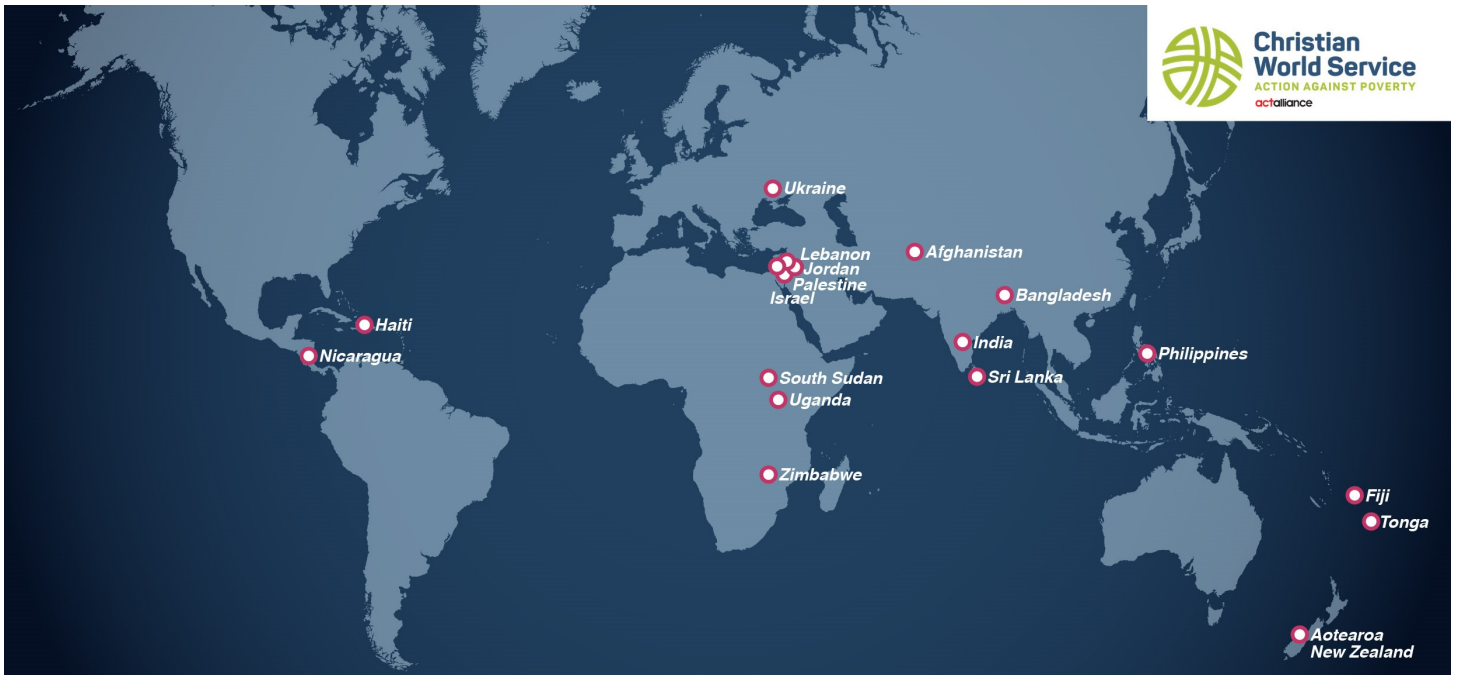 Christian
World Service
ACTION AGAINST POVERTY
actalliance
Ukraine
Lebanon
Afghanistan
Jordan
Palestine
Israel
Bangladesh
Haiti
India
Nicaragua
Philippines
South Sudan
Sri Lanka
Uganda
Zimbabwe
Fiji
Tonga
Aotearoa
New Zealand